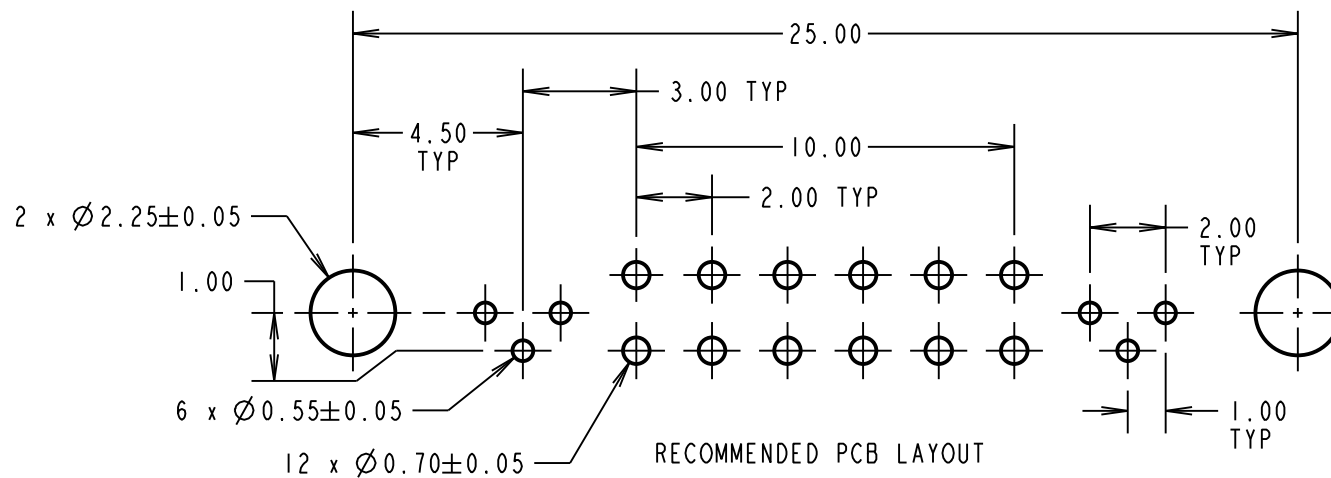 25.00
3.00 TYP
4.50
TYP
10.00
2.00 TYP
2 x Ø2.25±0.05
2.00
TYP
1.00
6 x Ø0.55±0.05
1.00
TYP
12 x Ø0.70±0.05
RECOMMENDED PCB LAYOUT